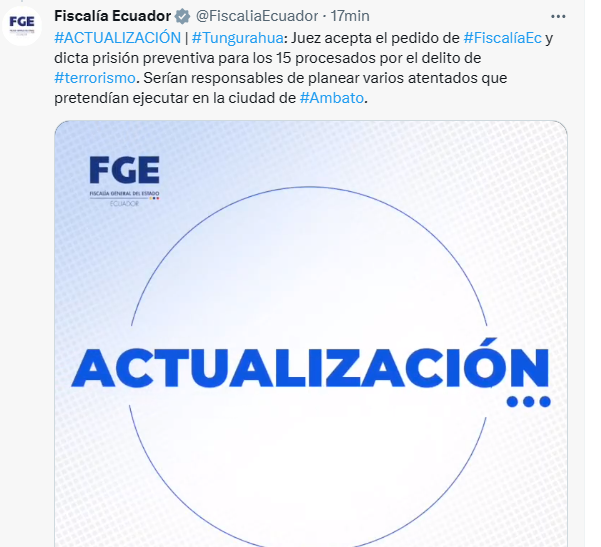 FGE
Fiscalía Ecuador @FiscaliaEcuador · 17min
#ACTUALIZACIÓN | #Tungurahua: Juez acepta el pedido de #FiscalíaEc y
dicta prisión preventiva para los 15 procesados por el delito de
#terrorismo. Serían responsables de planear varios atentados que
pretendían ejecutar en la ciudad de #Ambato.
FGE
FISCALÍA GENERAL DEL ESTADO
ECUADOR
ACTUALIZACIÓN